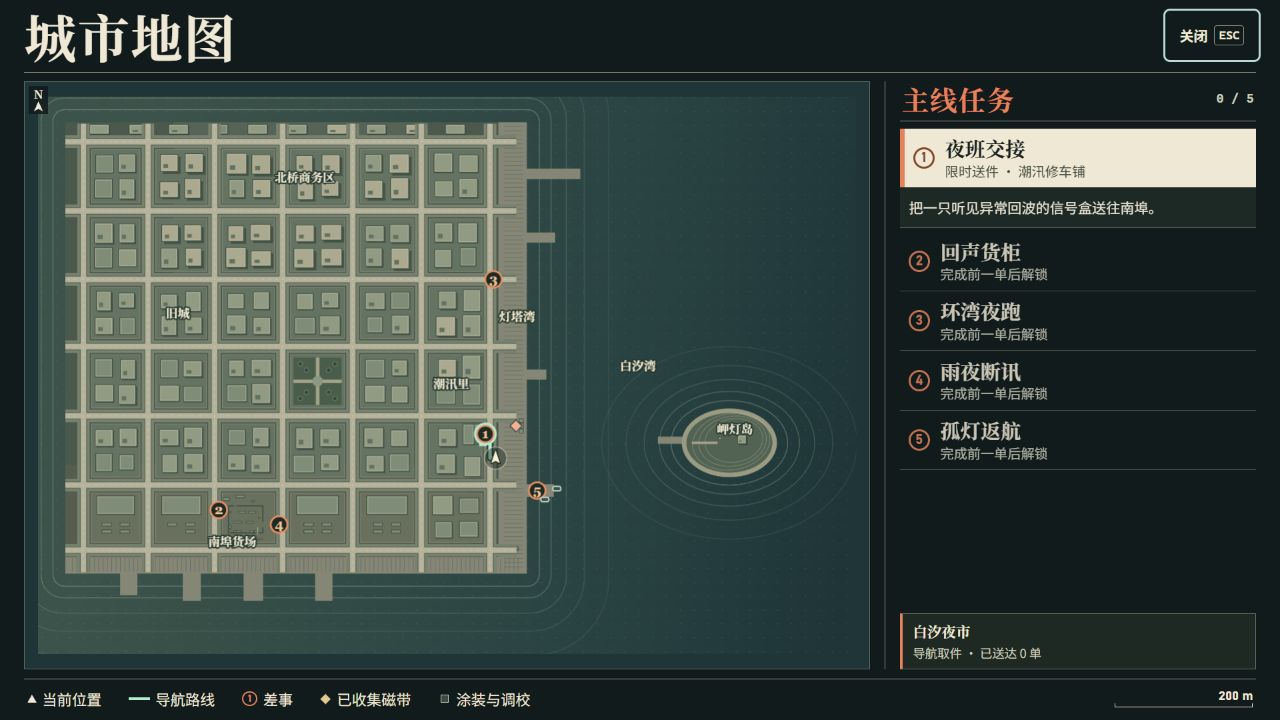 城市地图
关闭 ESC
N
北桥商务区
3
旧城
灯塔湾
白汐湾
潮汛里
1
岬灯岛
5
2
4
南埠货场
主线任务 0 / 5
1 夜班交接
限时送件 · 潮汛修车铺
把一只听见异常回波的信号盒送往南埠。
2 回声货柜
完成前一单后解锁
3 环湾夜跑
完成前一单后解锁
4 雨夜断讯
完成前一单后解锁
5 孤灯返航
完成前一单后解锁
白汐夜市
导航取件 · 已送达 0 单
当前位置 导航路线 1 差事 已收集磁带 涂装与调校
200 m